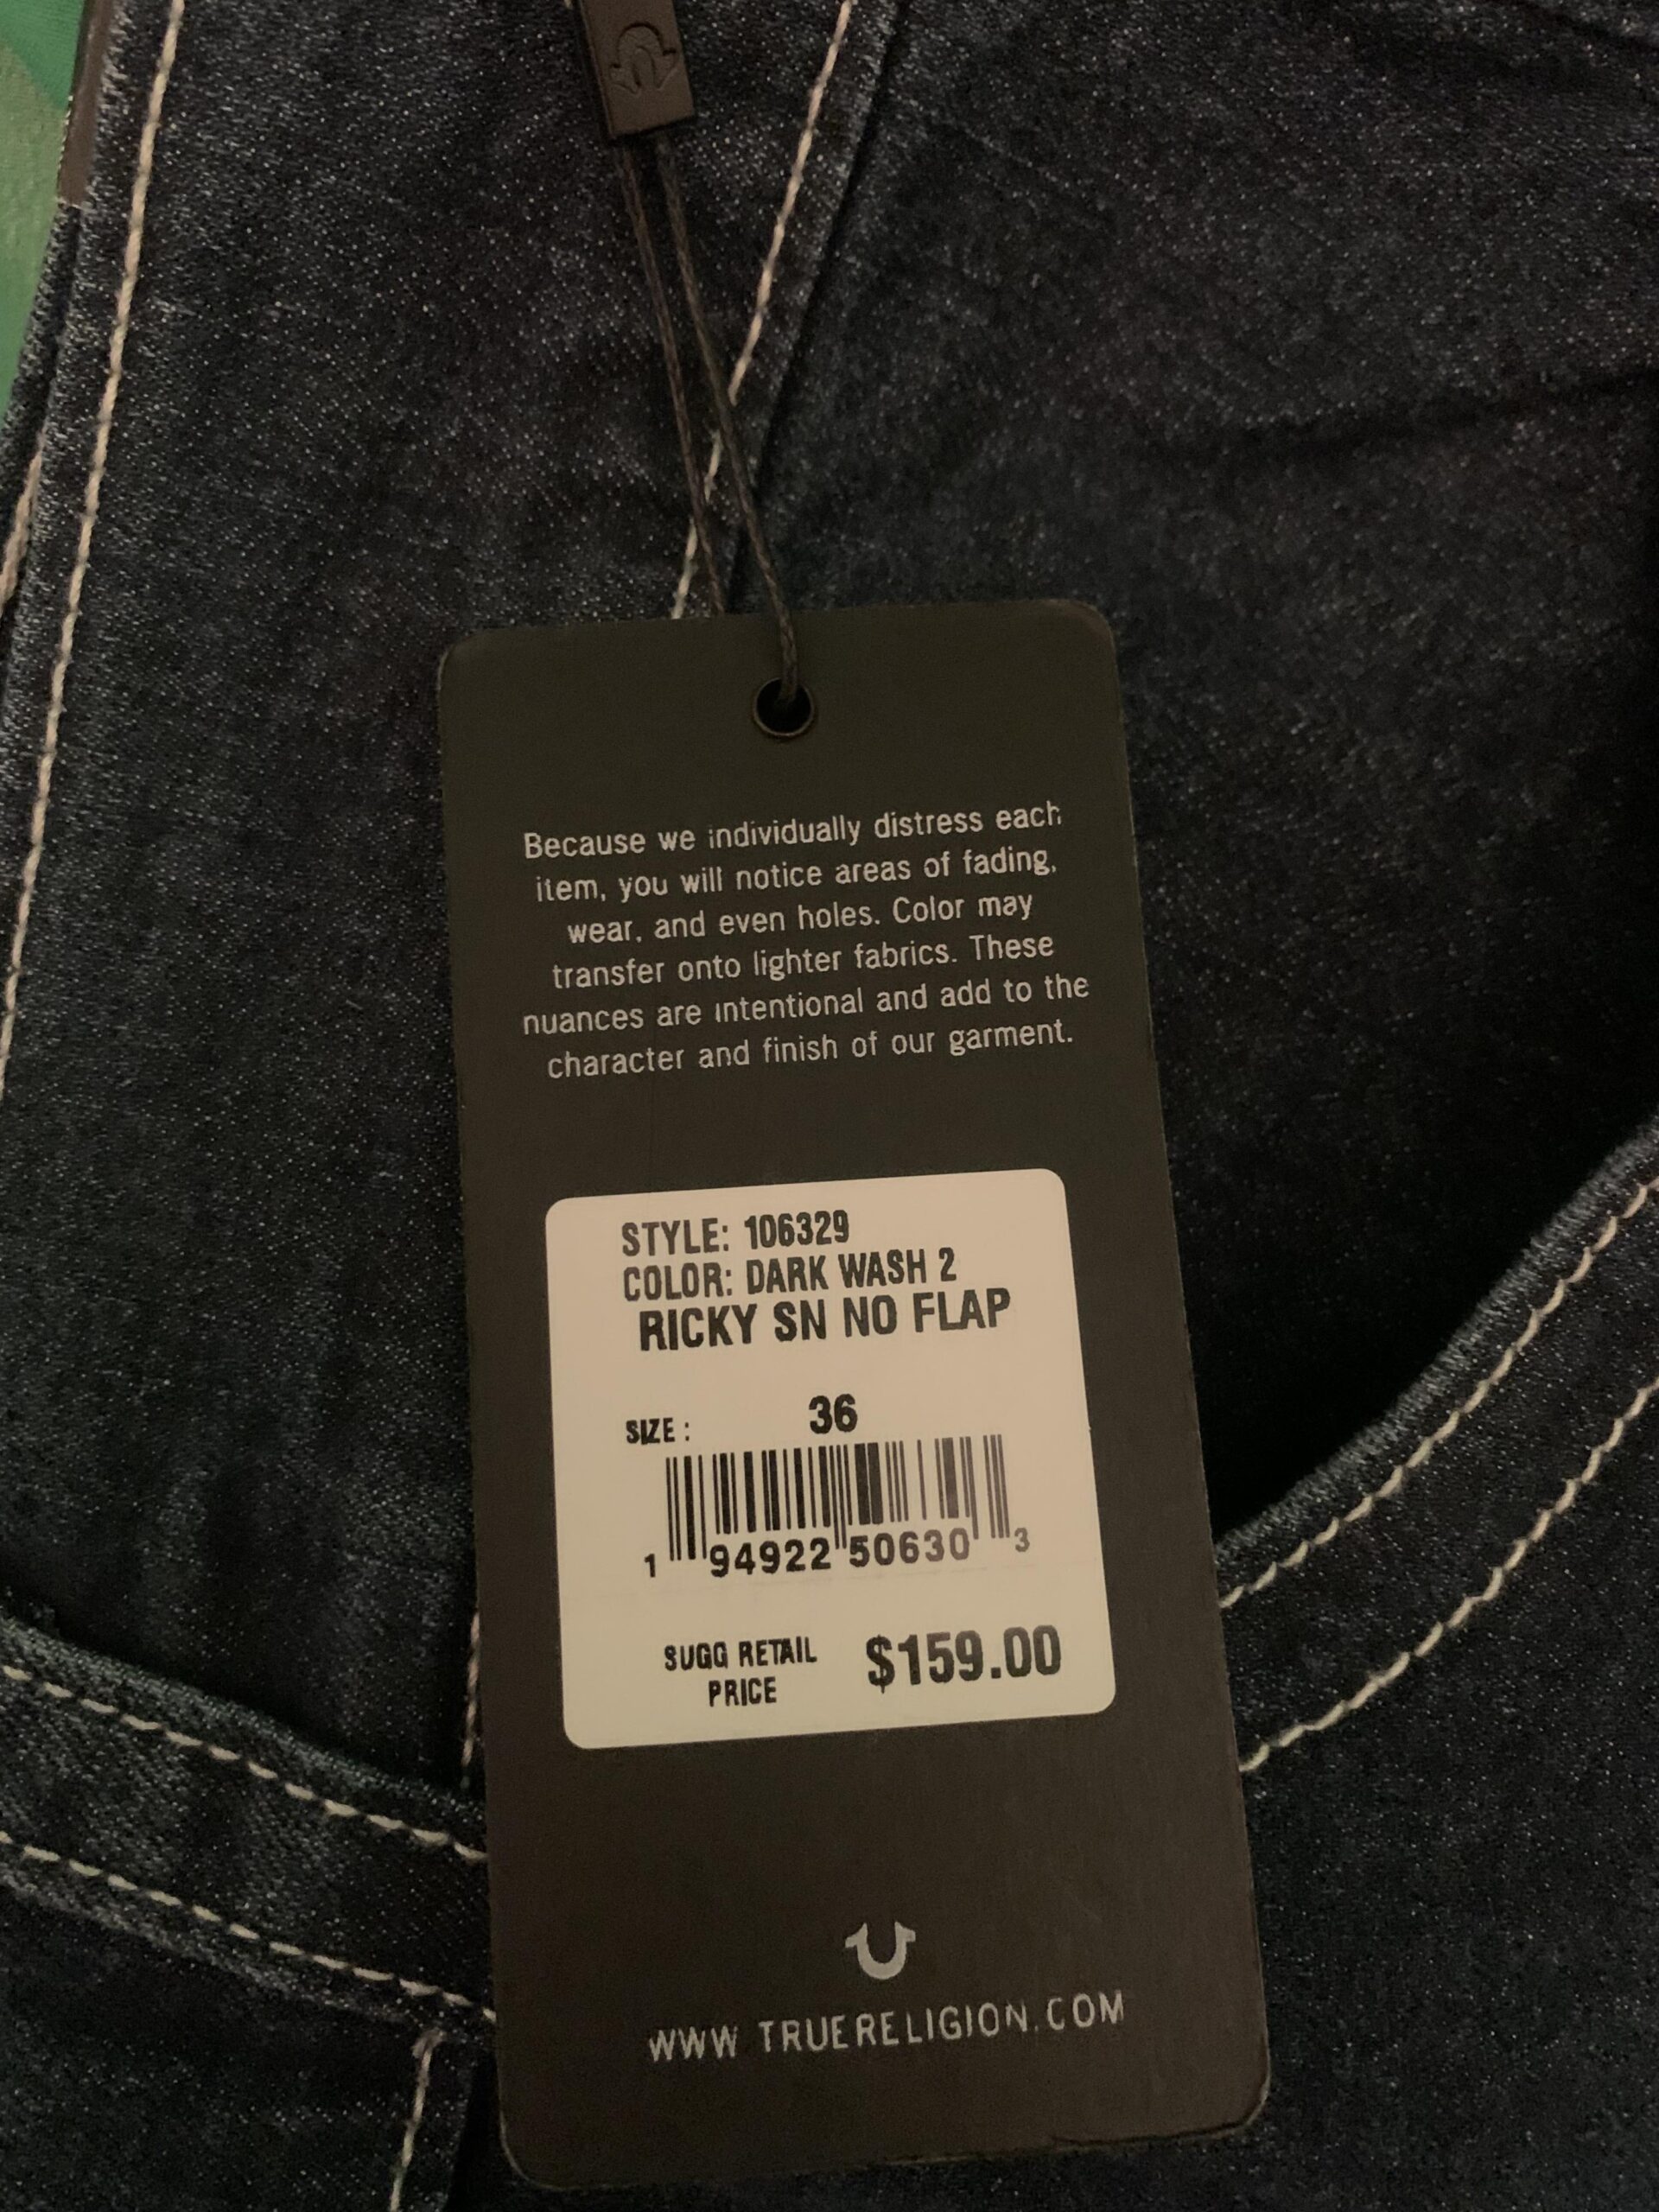 Because we individually distress each
item, you will notice areas of fading,
wear, and even holes. Color may
transfer onto lighter fabrics. These
nuances are intentional and add to the
character and finish of our garment.
STYLE: 106329
COLOR: DARK WASH 2
RICKY SN NO FLAP
SIZE: 36
1 94922 50630 3
SUGG RETAIL
PRICE $159.00
WWW TRUERELIGION.COM